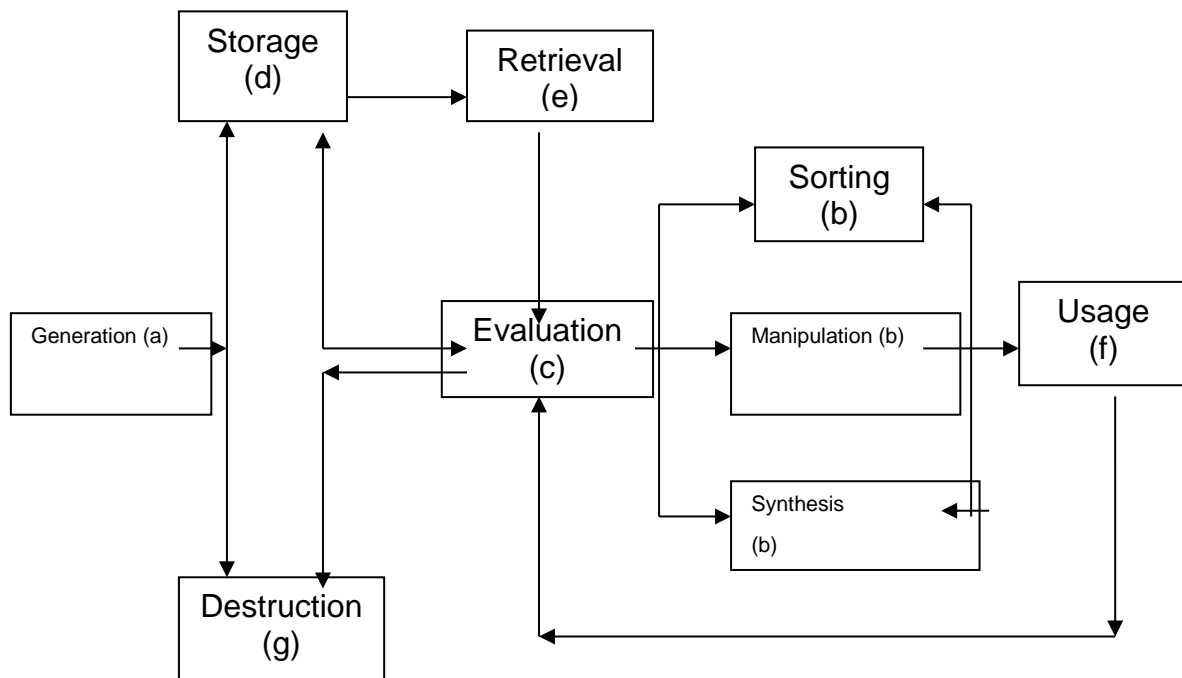 Storage
(d)
Retrieval
(e)
Sorting
(b)
Generation (a)
Evaluation
(c)
Manipulation (b)
Usage
(f)
Synthesis
(b)
Destruction
(g)